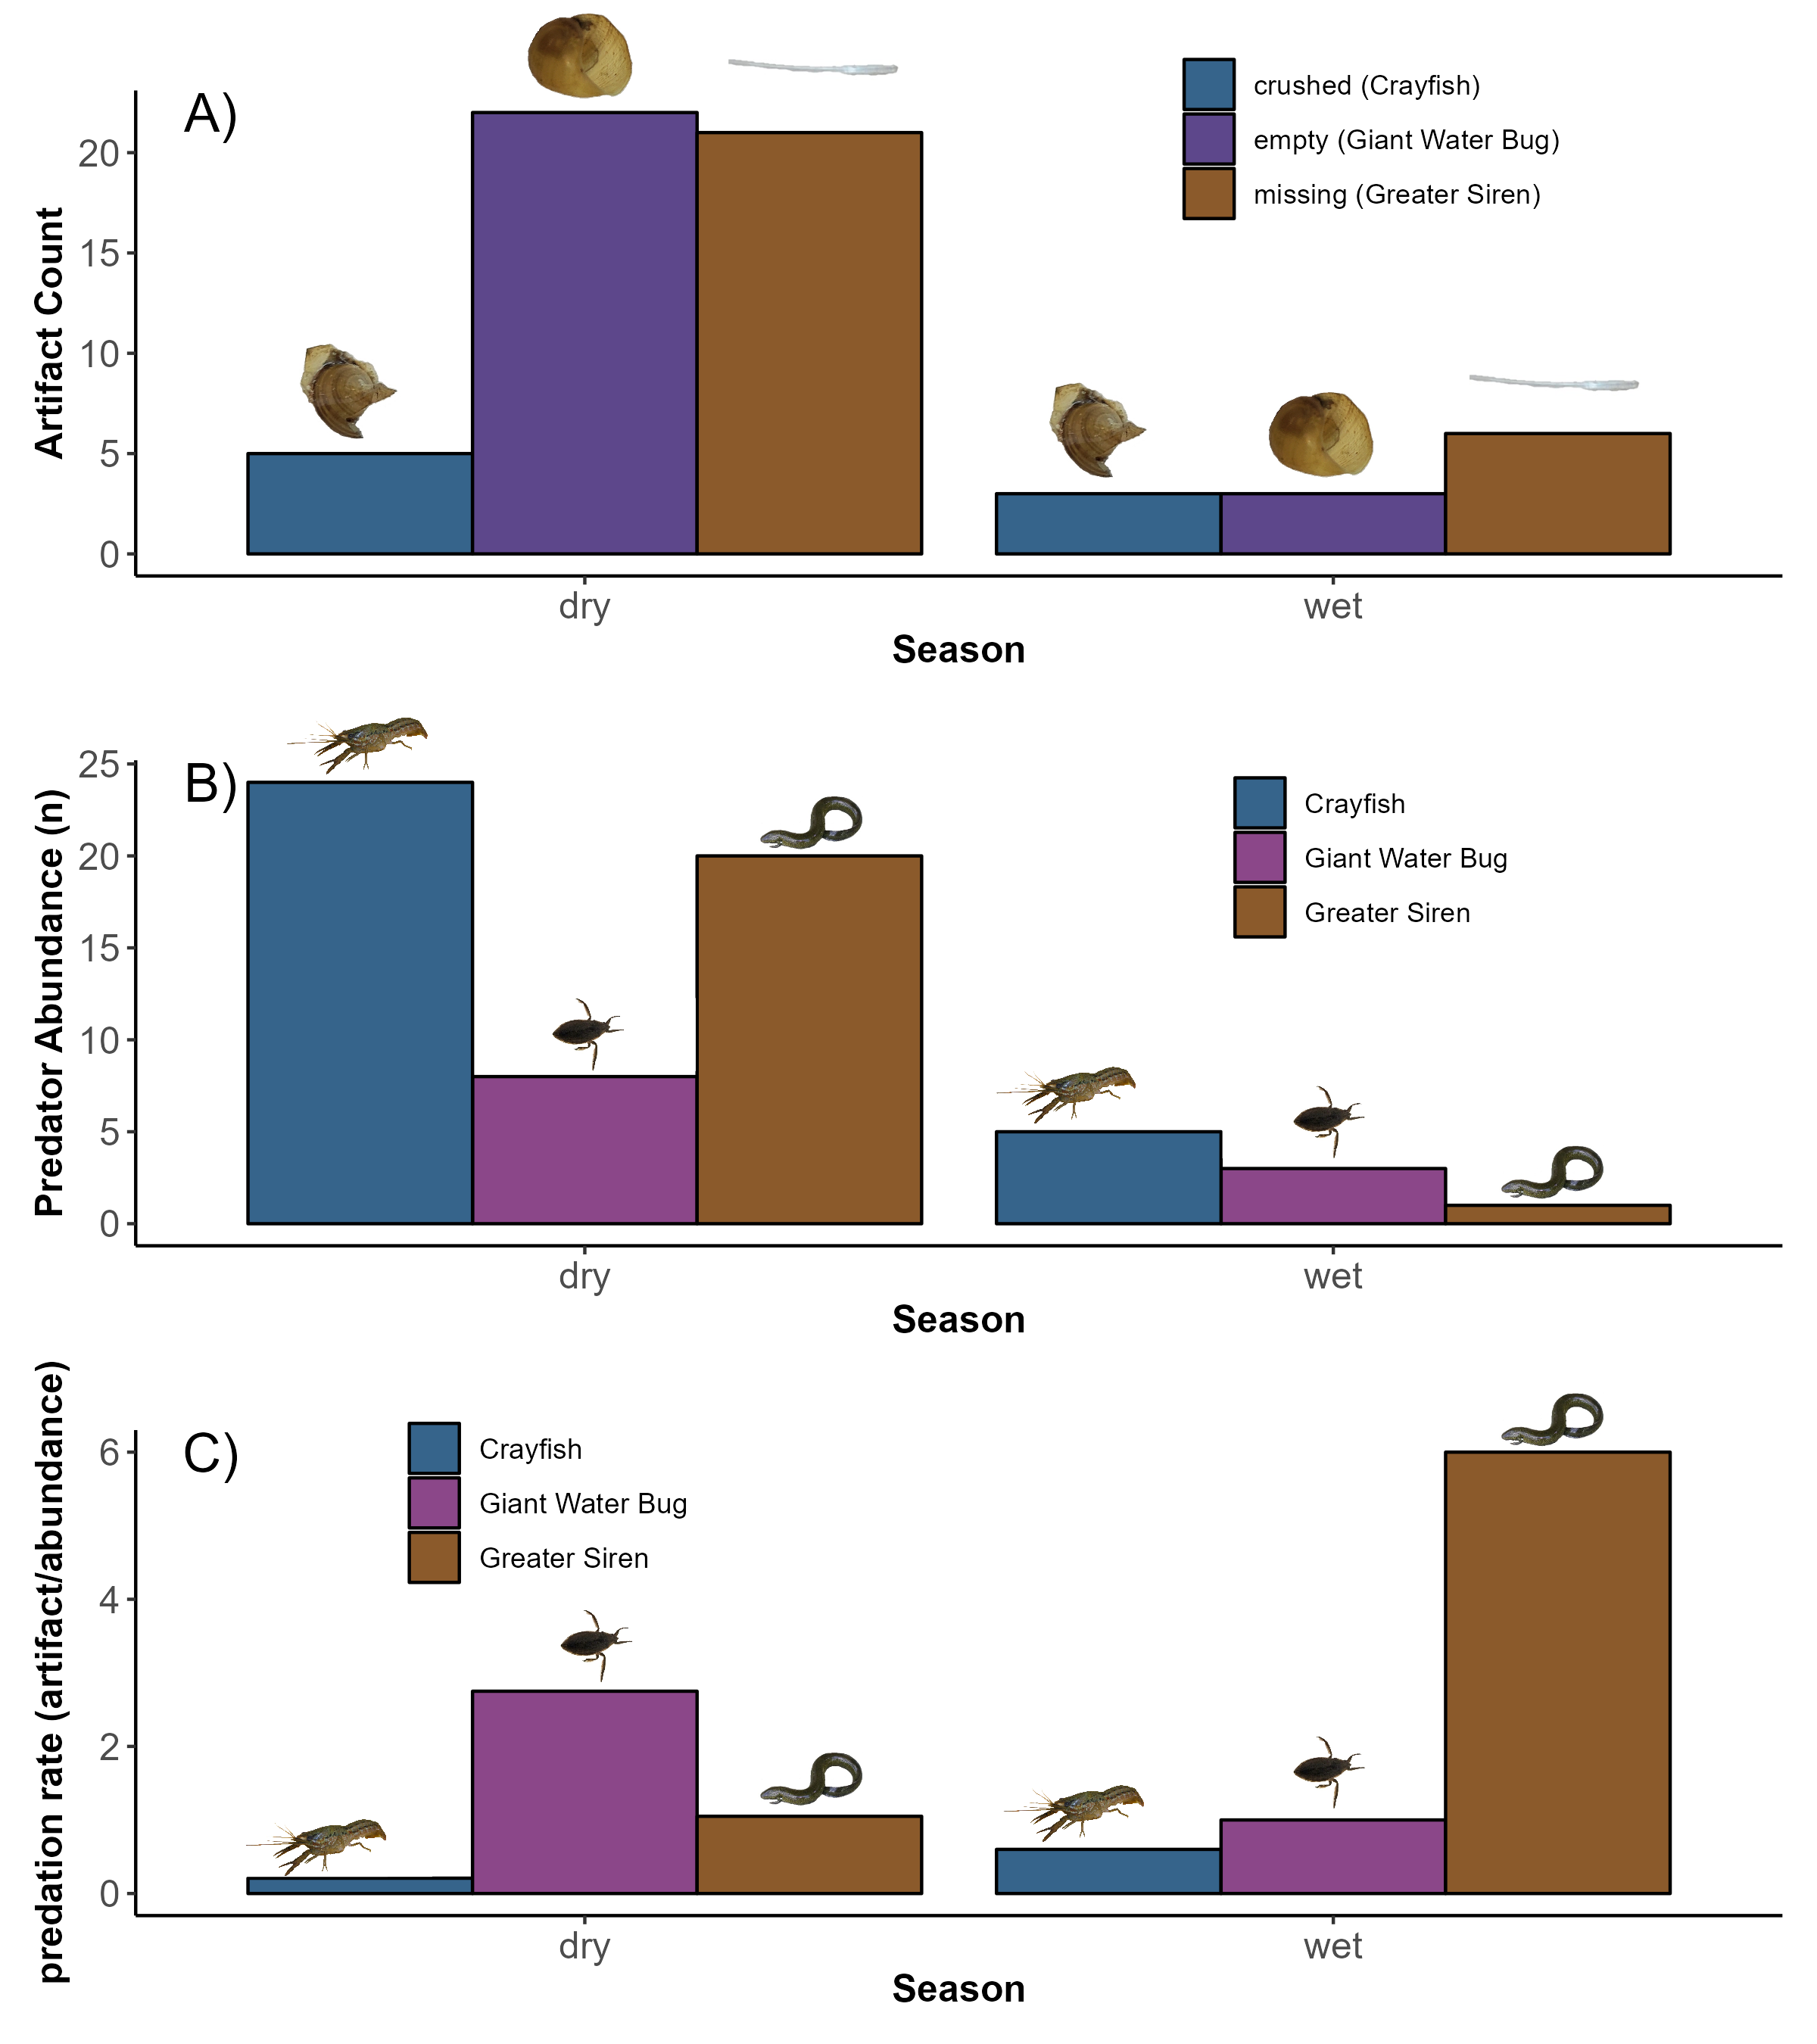 A)
Artifact Count
20
15
10
5
0
crushed (Crayfish)
empty (Giant Water Bug)
missing (Greater Siren)
dry
wet
Season
B)
Predator Abundance (n)
25
20
15
10
5
0
Crayfish
Giant Water Bug
Greater Siren
dry
wet
Season
C)
predation rate (artifact/abundance)
6
4
2
0
Crayfish
Giant Water Bug
Greater Siren
dry
wet
Season